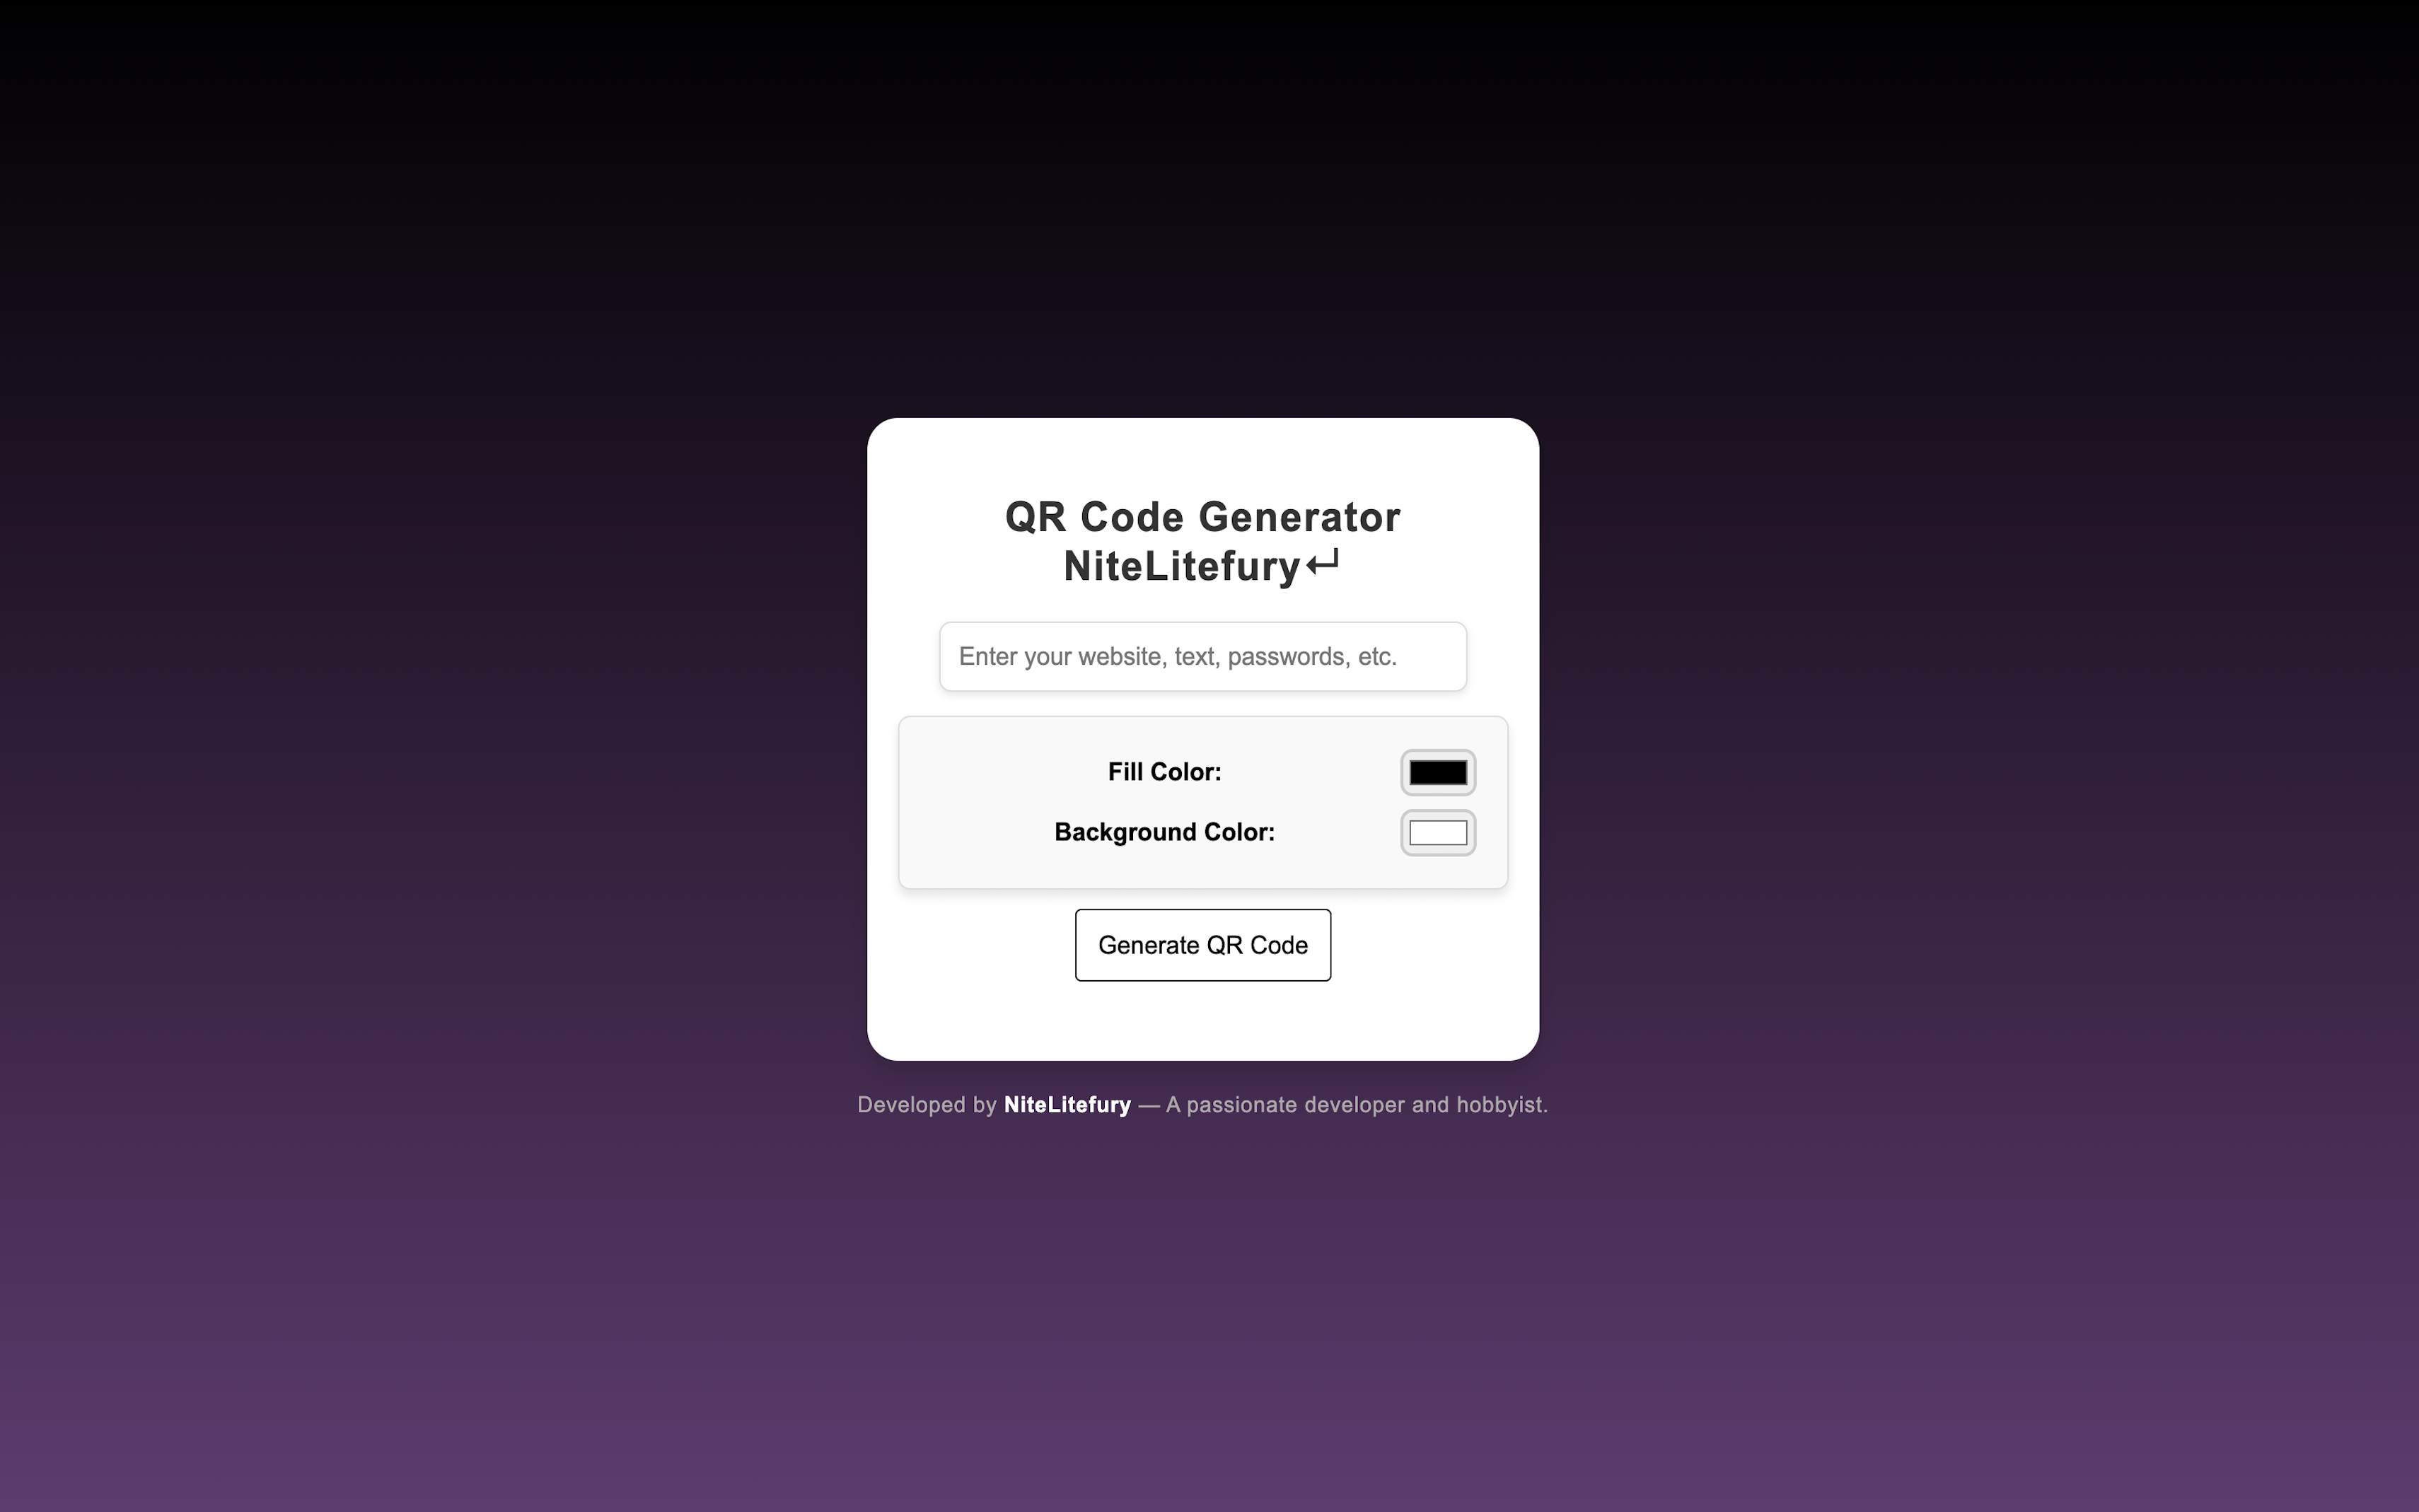 QR Code Generator
NiteLitefury↵
Enter your website, text, passwords, etc.
Fill Color:
Background Color:
Generate QR Code
Developed by NiteLitefury — A passionate developer and hobbyist.